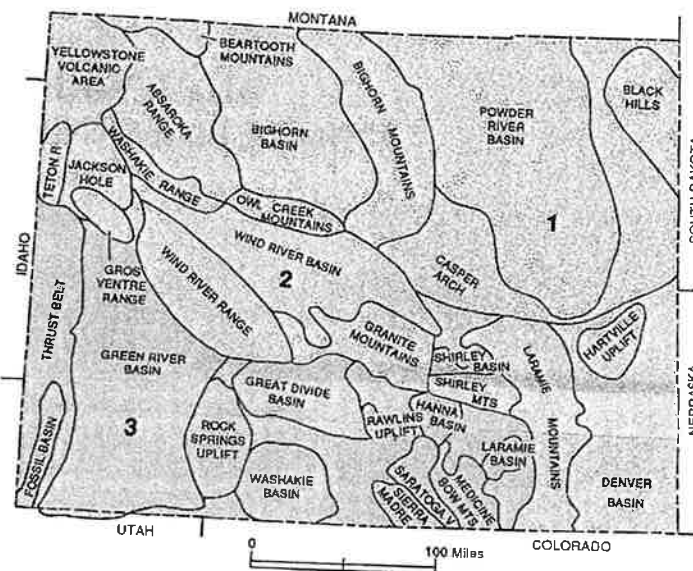 MONTANA
YELLOWSTONE
VOLCANIC
AREA
BEARTOOTH
MOUNTAINS
ABSAROKA
RANGE
BIGHORN
BASIN
BIGHORN
MOUNTAINS
POWDER
RIVER
BASIN
BLACK
HILLS
SOUTH DAKOTA
TETON R.
JACKSON
HOLE
WASHAKIE RANGE
OWL CREEK
MOUNTAINS
1
IDAHO
GROS
VENTRE
RANGE
WIND RIVER RANGE
WIND RIVER BASIN
2
CASPER
ARCH
THRUST BELT
GRANITE
MOUNTAINS
HARTVILLE
UPLIFT
GREEN RIVER
BASIN
3
GREAT DIVIDE
BASIN
SHIRLEY
BASIN
SHIRLEY
MTS
LARAMIE
MOUNTAINS
NEBRASKA
FOSSIL BASIN
ROCK
SPRINGS
UPLIFT
RAWLINS
UPLIFT
HANNA
BASIN
LARAMIE
BASIN
WASHAKIE
BASIN
SARATOGA V.
SIERRA
MADRE
MEDICINE
BOW MTS
DENVER
BASIN
UTAH
COLORADO
0
100 Miles